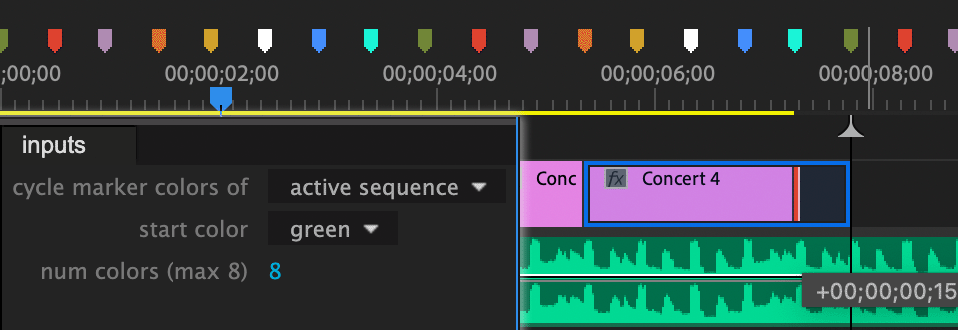 ;00;00 00;00;02;00 00;00;04;00 00;00;06;00 00;00;08;00
inputs
cycle marker colors of active sequence
start color green
num colors (max 8) 8
Conc fx Concert 4
+00;00;00;15